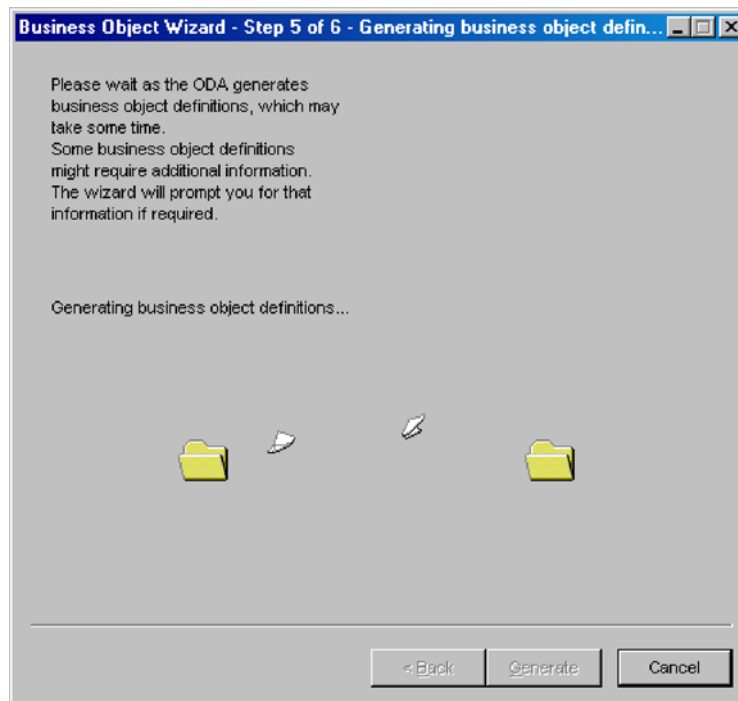 Business Object Wizard - Step 5 of 6 - Generating business object defin...
Please wait as the ODA generates
business object definitions, which may
take some time.
Some business object definitions
might require additional information.
The wizard will prompt you for that
information if required.
Generating business object definitions...
< Back
Generate
Cancel